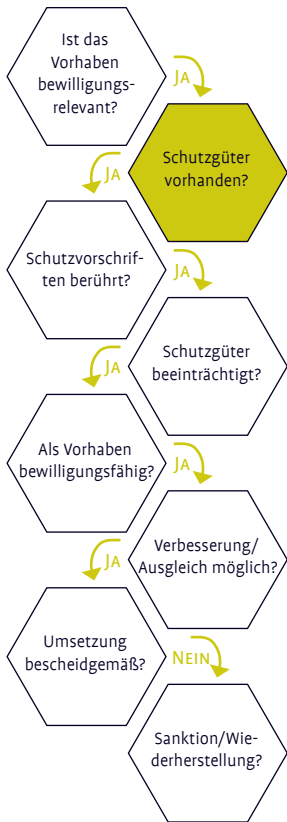 Ist das
Vorhaben
bewilligungs-
relevant?
JA
Schutzgüter
vorhanden?
JA
Schutzvorschrif-
ten berührt?
JA
Schutzgüter
beeinträchtigt?
JA
Als Vorhaben
bewilligungsfähig?
JA
Verbesserung/
Ausgleich möglich?
JA
Umsetzung
bescheidgemäß?
NEIN
Sanktion/Wie-
derherstellung?